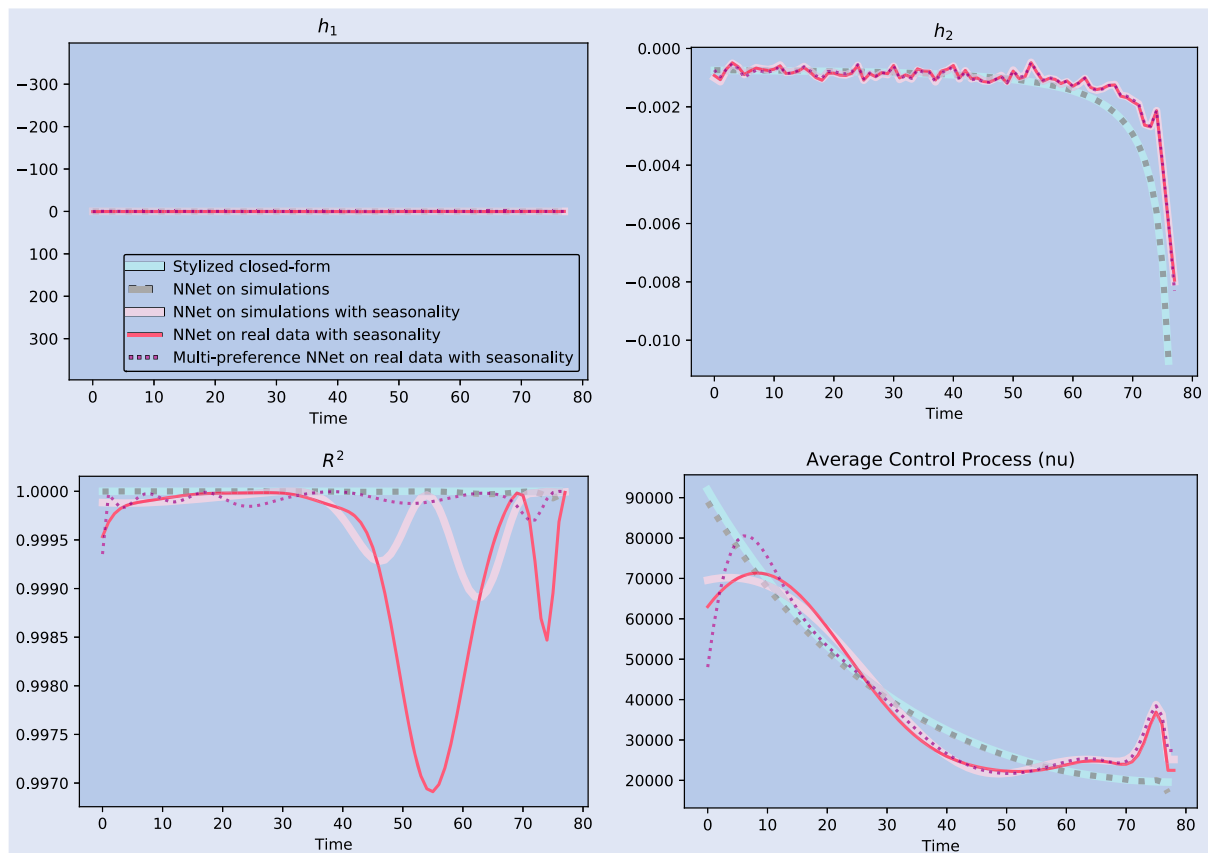 h₁
−300
−200
−100
0
100
200
300
0 10 20 30 40 50 60 70 80
Time
Stylized closed-form
NNet on simulations
NNet on simulations with seasonality
NNet on real data with seasonality
Multi-preference NNet on real data with seasonality
h₂
0.000
−0.002
−0.004
−0.006
−0.008
−0.010
0 10 20 30 40 50 60 70 80
Time
R²
1.0000
0.9995
0.9990
0.9985
0.9980
0.9975
0.9970
0 10 20 30 40 50 60 70 80
Time
Average Control Process (nu)
90000
80000
70000
60000
50000
40000
30000
20000
0 10 20 30 40 50 60 70 80
Time